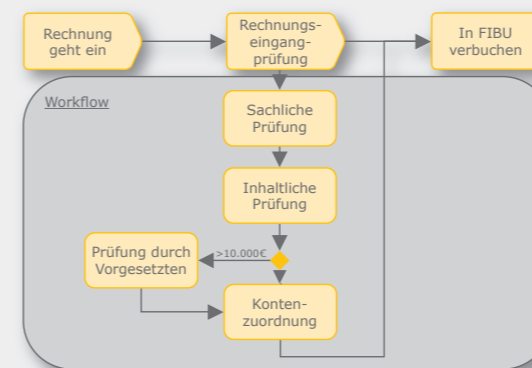 Rechnung
geht ein
Rechnungs-
eingang-
prüfung
In FIBU
verbuchen
Workflow
Sachliche
Prüfung
Inhaltliche
Prüfung
>10.000€
Prüfung durch
Vorgesetzten
Konten-
zuordnung